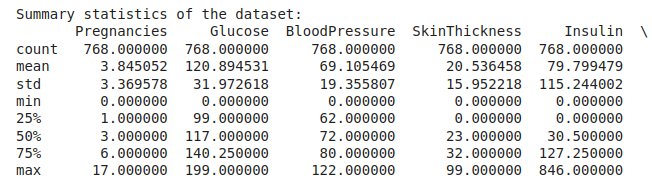 Summary statistics of the dataset:
Pregnancies Glucose BloodPressure SkinThickness Insulin \
count 768.000000 768.000000 768.000000 768.000000 768.000000
mean 3.845052 120.894531 69.105469 20.536458 79.799479
std 3.369578 31.972618 19.355807 15.952218 115.244002
min 0.000000 0.000000 0.000000 0.000000 0.000000
25% 1.000000 99.000000 62.000000 0.000000 0.000000
50% 3.000000 117.000000 72.000000 23.000000 30.500000
75% 6.000000 140.250000 80.000000 32.000000 127.250000
max 17.000000 199.000000 122.000000 99.000000 846.000000